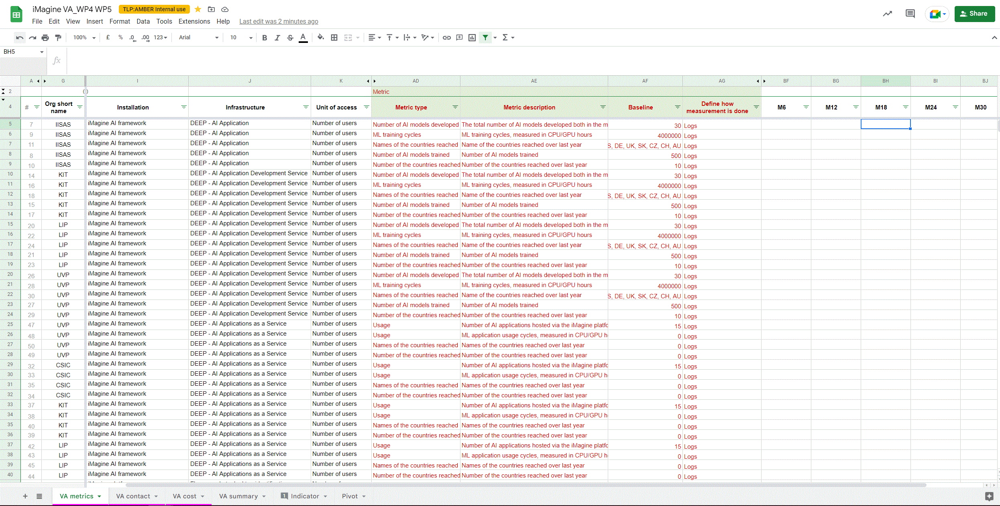 iMagine VA_WP4 WP5 TLP:AMBER Internal use
File Edit View Insert Format Data Tools Extensions Help Last edit was 2 minutes ago
Share
100% £ % .0 .00 123 Arial 10 B I S A Σ
BH5
fx
A G I J K AD AE AF AG BF BG BH BI BJ
2 Metric
4 # Org short name Installation Infrastructure Unit of access Metric type Metric description Baseline Define how measurement is done M6 M12 M18 M24 M30
5 7 IISAS iMagine AI framework DEEP - AI Application Number of users Number of AI models developed The total number of AI models developed both in the m 30 Logs
6 9 IISAS iMagine AI framework DEEP - AI Application Number of users ML training cycles ML training cycles, measured in CPU/GPU hours 4000000 Logs
7 11 IISAS iMagine AI framework DEEP - AI Application Number of users Names of the countries reached Name of the countries reached over last year S, DE, UK, SK, CZ, CH, AU Logs
8 8 IISAS iMagine AI framework DEEP - AI Application Number of users Number of AI models trained Number of AI models trained 500 Logs
9 10 IISAS iMagine AI framework DEEP - AI Application Number of users Number of the countries reached Number of the countries reached over last year 10 Logs
10 14 KIT iMagine AI framework DEEP - AI Application Development Service Number of users Number of AI models developed The total number of AI models developed both in the m 30 Logs
11 16 KIT iMagine AI framework DEEP - AI Application Development Service Number of users ML training cycles ML training cycles, measured in CPU/GPU hours 4000000 Logs
12 18 KIT iMagine AI framework DEEP - AI Application Development Service Number of users Names of the countries reached Name of the countries reached over last year S, DE, UK, SK, CZ, CH, AU Logs
13 15 KIT iMagine AI framework DEEP - AI Application Development Service Number of users Number of AI models trained Number of AI models trained 500 Logs
14 17 KIT iMagine AI framework DEEP - AI Application Development Service Number of users Number of the countries reached Number of the countries reached over last year 10 Logs
15 20 LIP iMagine AI framework DEEP - AI Application Development Service Number of users Number of AI models developed The total number of AI models developed both in the m 30 Logs
16 22 LIP iMagine AI framework DEEP - AI Application Development Service Number of users ML training cycles ML training cycles, measured in CPU/GPU hours 4000000 Logs
17 24 LIP iMagine AI framework DEEP - AI Application Development Service Number of users Names of the countries reached Name of the countries reached over last year S, DE, UK, SK, CZ, CH, AU Logs
18 21 LIP iMagine AI framework DEEP - AI Application Development Service Number of users Number of AI models trained Number of AI models trained 500 Logs
19 23 LIP iMagine AI framework DEEP - AI Application Development Service Number of users Number of the countries reached Number of the countries reached over last year 10 Logs
20 26 UVP iMagine AI framework DEEP - AI Application Development Service Number of users Number of AI models developed The total number of AI models developed both in the m 30 Logs
21 28 UVP iMagine AI framework DEEP - AI Application Development Service Number of users ML training cycles ML training cycles, measured in CPU/GPU hours 4000000 Logs
22 30 UVP iMagine AI framework DEEP - AI Application Development Service Number of users Names of the countries reached Name of the countries reached over last year S, DE, UK, SK, CZ, CH, AU Logs
23 27 UVP iMagine AI framework DEEP - AI Application Development Service Number of users Number of AI models trained Number of AI models trained 500 Logs
24 29 UVP iMagine AI framework DEEP - AI Application Development Service Number of users Number of the countries reached Number of the countries reached over last year 10 Logs
25 47 UVP iMagine AI framework DEEP - AI Applications as a Service Number of users Usage Number of AI applications hosted via the iMagine platfo 15 Logs
26 48 UVP iMagine AI framework DEEP - AI Applications as a Service Number of users Usage ML application usage cycles, measured in CPU/GPU h 0 Logs
27 50 UVP iMagine AI framework DEEP - AI Applications as a Service Number of users Names of the countries reached Names of the countries reached over last year 0 Logs
28 49 UVP iMagine AI framework DEEP - AI Applications as a Service Number of users Number of the countries reached Number of the countries reached over last year 0 Logs
29 32 CSIC iMagine AI framework DEEP - AI Applications as a Service Number of users Usage Number of AI applications hosted via the iMagine platfo 15 Logs
30 33 CSIC iMagine AI framework DEEP - AI Applications as a Service Number of users Usage ML application usage cycles, measured in CPU/GPU h 0 Logs
31 35 CSIC iMagine AI framework DEEP - AI Applications as a Service Number of users Names of the countries reached Names of the countries reached over last year 0 Logs
32 34 CSIC iMagine AI framework DEEP - AI Applications as a Service Number of users Number of the countries reached Number of the countries reached over last year 0 Logs
33 37 KIT iMagine AI framework DEEP - AI Applications as a Service Number of users Usage Number of AI applications hosted via the iMagine platfo 15 Logs
34 38 KIT iMagine AI framework DEEP - AI Applications as a Service Number of users Usage ML application usage cycles, measured in CPU/GPU h 0 Logs
35 40 KIT iMagine AI framework DEEP - AI Applications as a Service Number of users Names of the countries reached Names of the countries reached over last year 0 Logs
36 39 KIT iMagine AI framework DEEP - AI Applications as a Service Number of users Number of the countries reached Number of the countries reached over last year 0 Logs
37 42 LIP iMagine AI framework DEEP - AI Applications as a Service Number of users Usage Number of AI applications hosted via the iMagine platfo 15 Logs
38 43 LIP iMagine AI framework DEEP - AI Applications as a Service Number of users Usage ML application usage cycles, measured in CPU/GPU h 0 Logs
39 45 LIP iMagine AI framework DEEP - AI Applications as a Service Number of users Names of the countries reached Names of the countries reached over last year 0 Logs
40 44 LIP iMagine AI framework DEEP - AI Applications as a Service Number of users Number of the countries reached Number of the countries reached over last year 0 Logs
+ VA metrics VA contact VA cost VA summary 1 Indicator Pivot